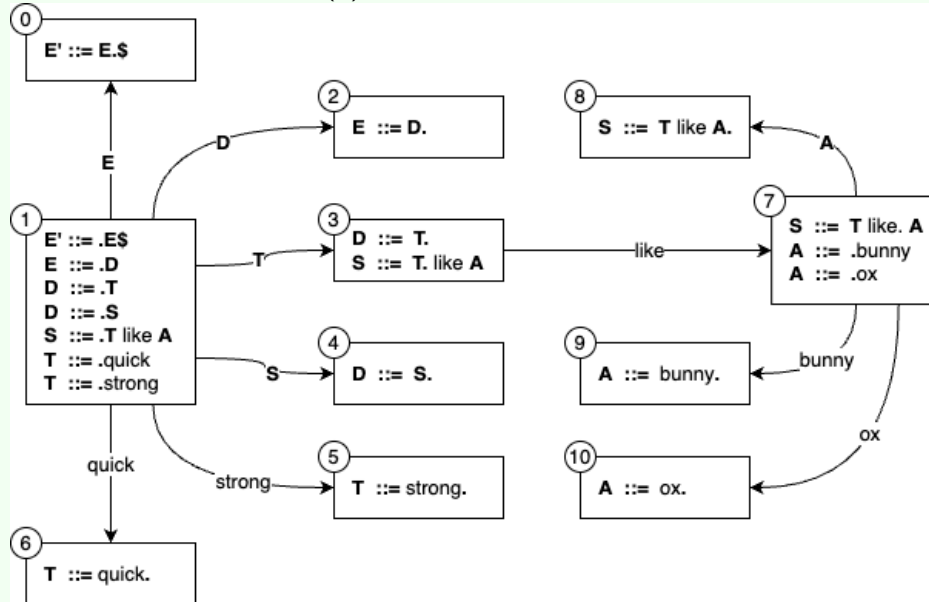 0
E' ::= E.$
2
E ::= D.
8
S ::= T like A.
D
A
E
1
E' ::= .E$
E ::= .D
D ::= .T
D ::= .S
S ::= .T like A
T ::= .quick
T ::= .strong
3
D ::= T.
S ::= T. like A
T
like
7
S ::= T like. A
A ::= .bunny
A ::= .ox
4
D ::= S.
S
9
A ::= bunny.
bunny
quick
strong
5
T ::= strong.
10
A ::= ox.
ox
6
T ::= quick.